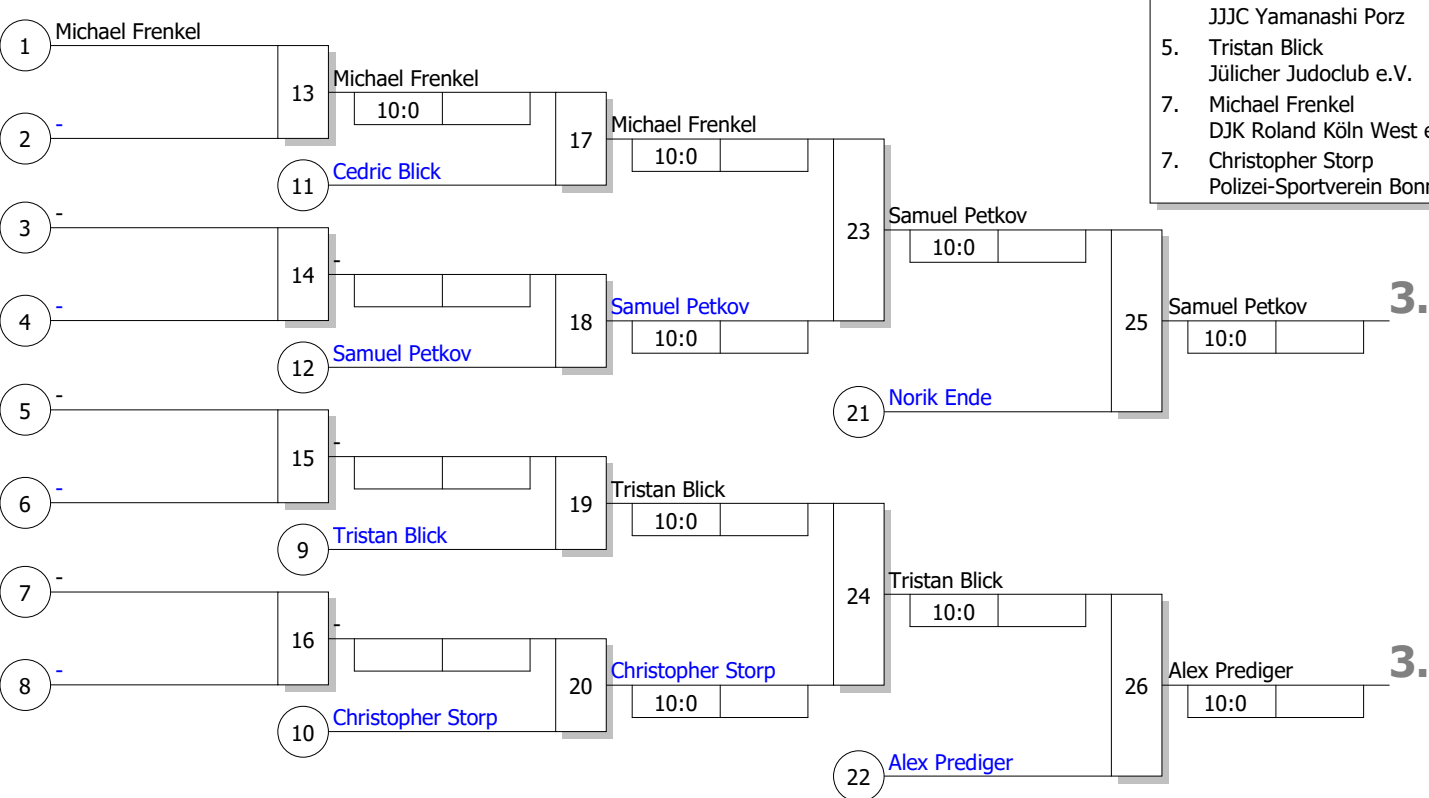 JJJC Yamanashi Porz
5. Tristan Blick
Jülicher Judoclub e.V.
7. Michael Frenkel
DJK Roland Köln West
7. Christopher Storp
Polizei-Sportverein
1 Michael Frenkel
13 Michael Frenkel
10:0
2 -
17 Michael Frenkel
10:0
11 Cedric Blick
3 -
23 Samuel Petkov
10:0
14 -
4 -
18 Samuel Petkov
10:0
12 Samuel Petkov
25 Samuel Petkov 3.
10:0
5 -
21 Norik Ende
15 -
6 -
19 Tristan Blick
10:0
9 Tristan Blick
7 -
24 Tristan Blick
10:0
16 -
8 -
20 Christopher Storp
10:0
10 Christopher Storp
26 Alex Prediger 3.
10:0
22 Alex Prediger